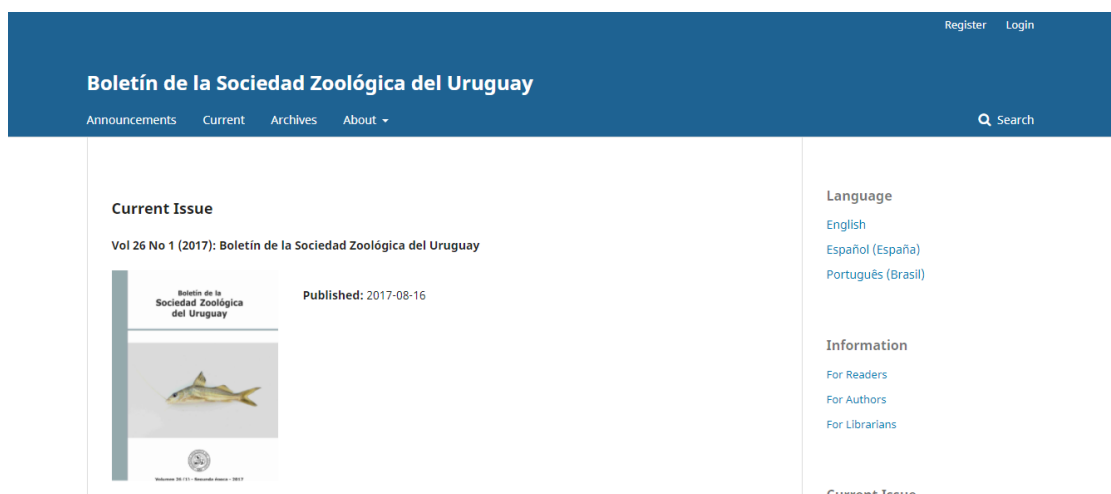 Register Login
Boletín de la Sociedad Zoológica del Uruguay
Announcements Current Archives About
Search
Current Issue
Vol 26 No 1 (2017): Boletín de la Sociedad Zoológica del Uruguay
Boletín de la
Sociedad Zoológica
del Uruguay
Published: 2017-08-16
Language
English
Español (España)
Português (Brasil)
Information
For Readers
For Authors
For Librarians
Current Issue